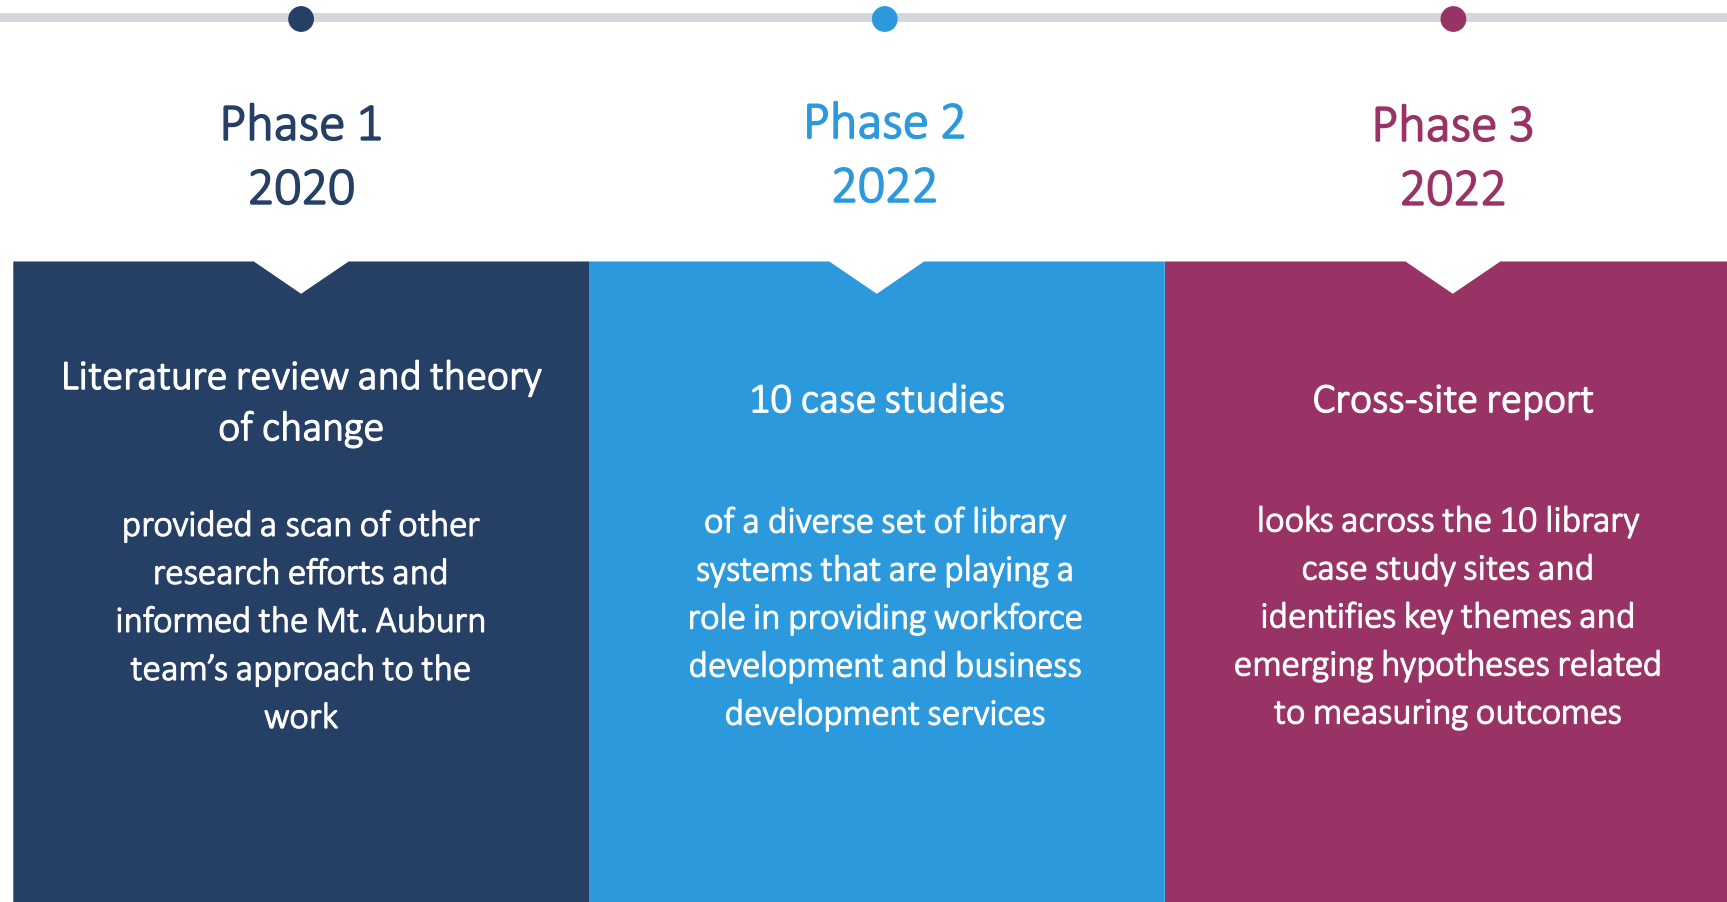 Phase 1
2020
Literature review and theory
of change
provided a scan of other
research efforts and
informed the Mt. Auburn
team’s approach to the
work
Phase 2
2022
10 case studies
of a diverse set of library
systems that are playing a
role in providing workforce
development and business
development services
Phase 3
2022
Cross-site report
looks across the 10 library
case study sites and
identifies key themes and
emerging hypotheses related
to measuring outcomes